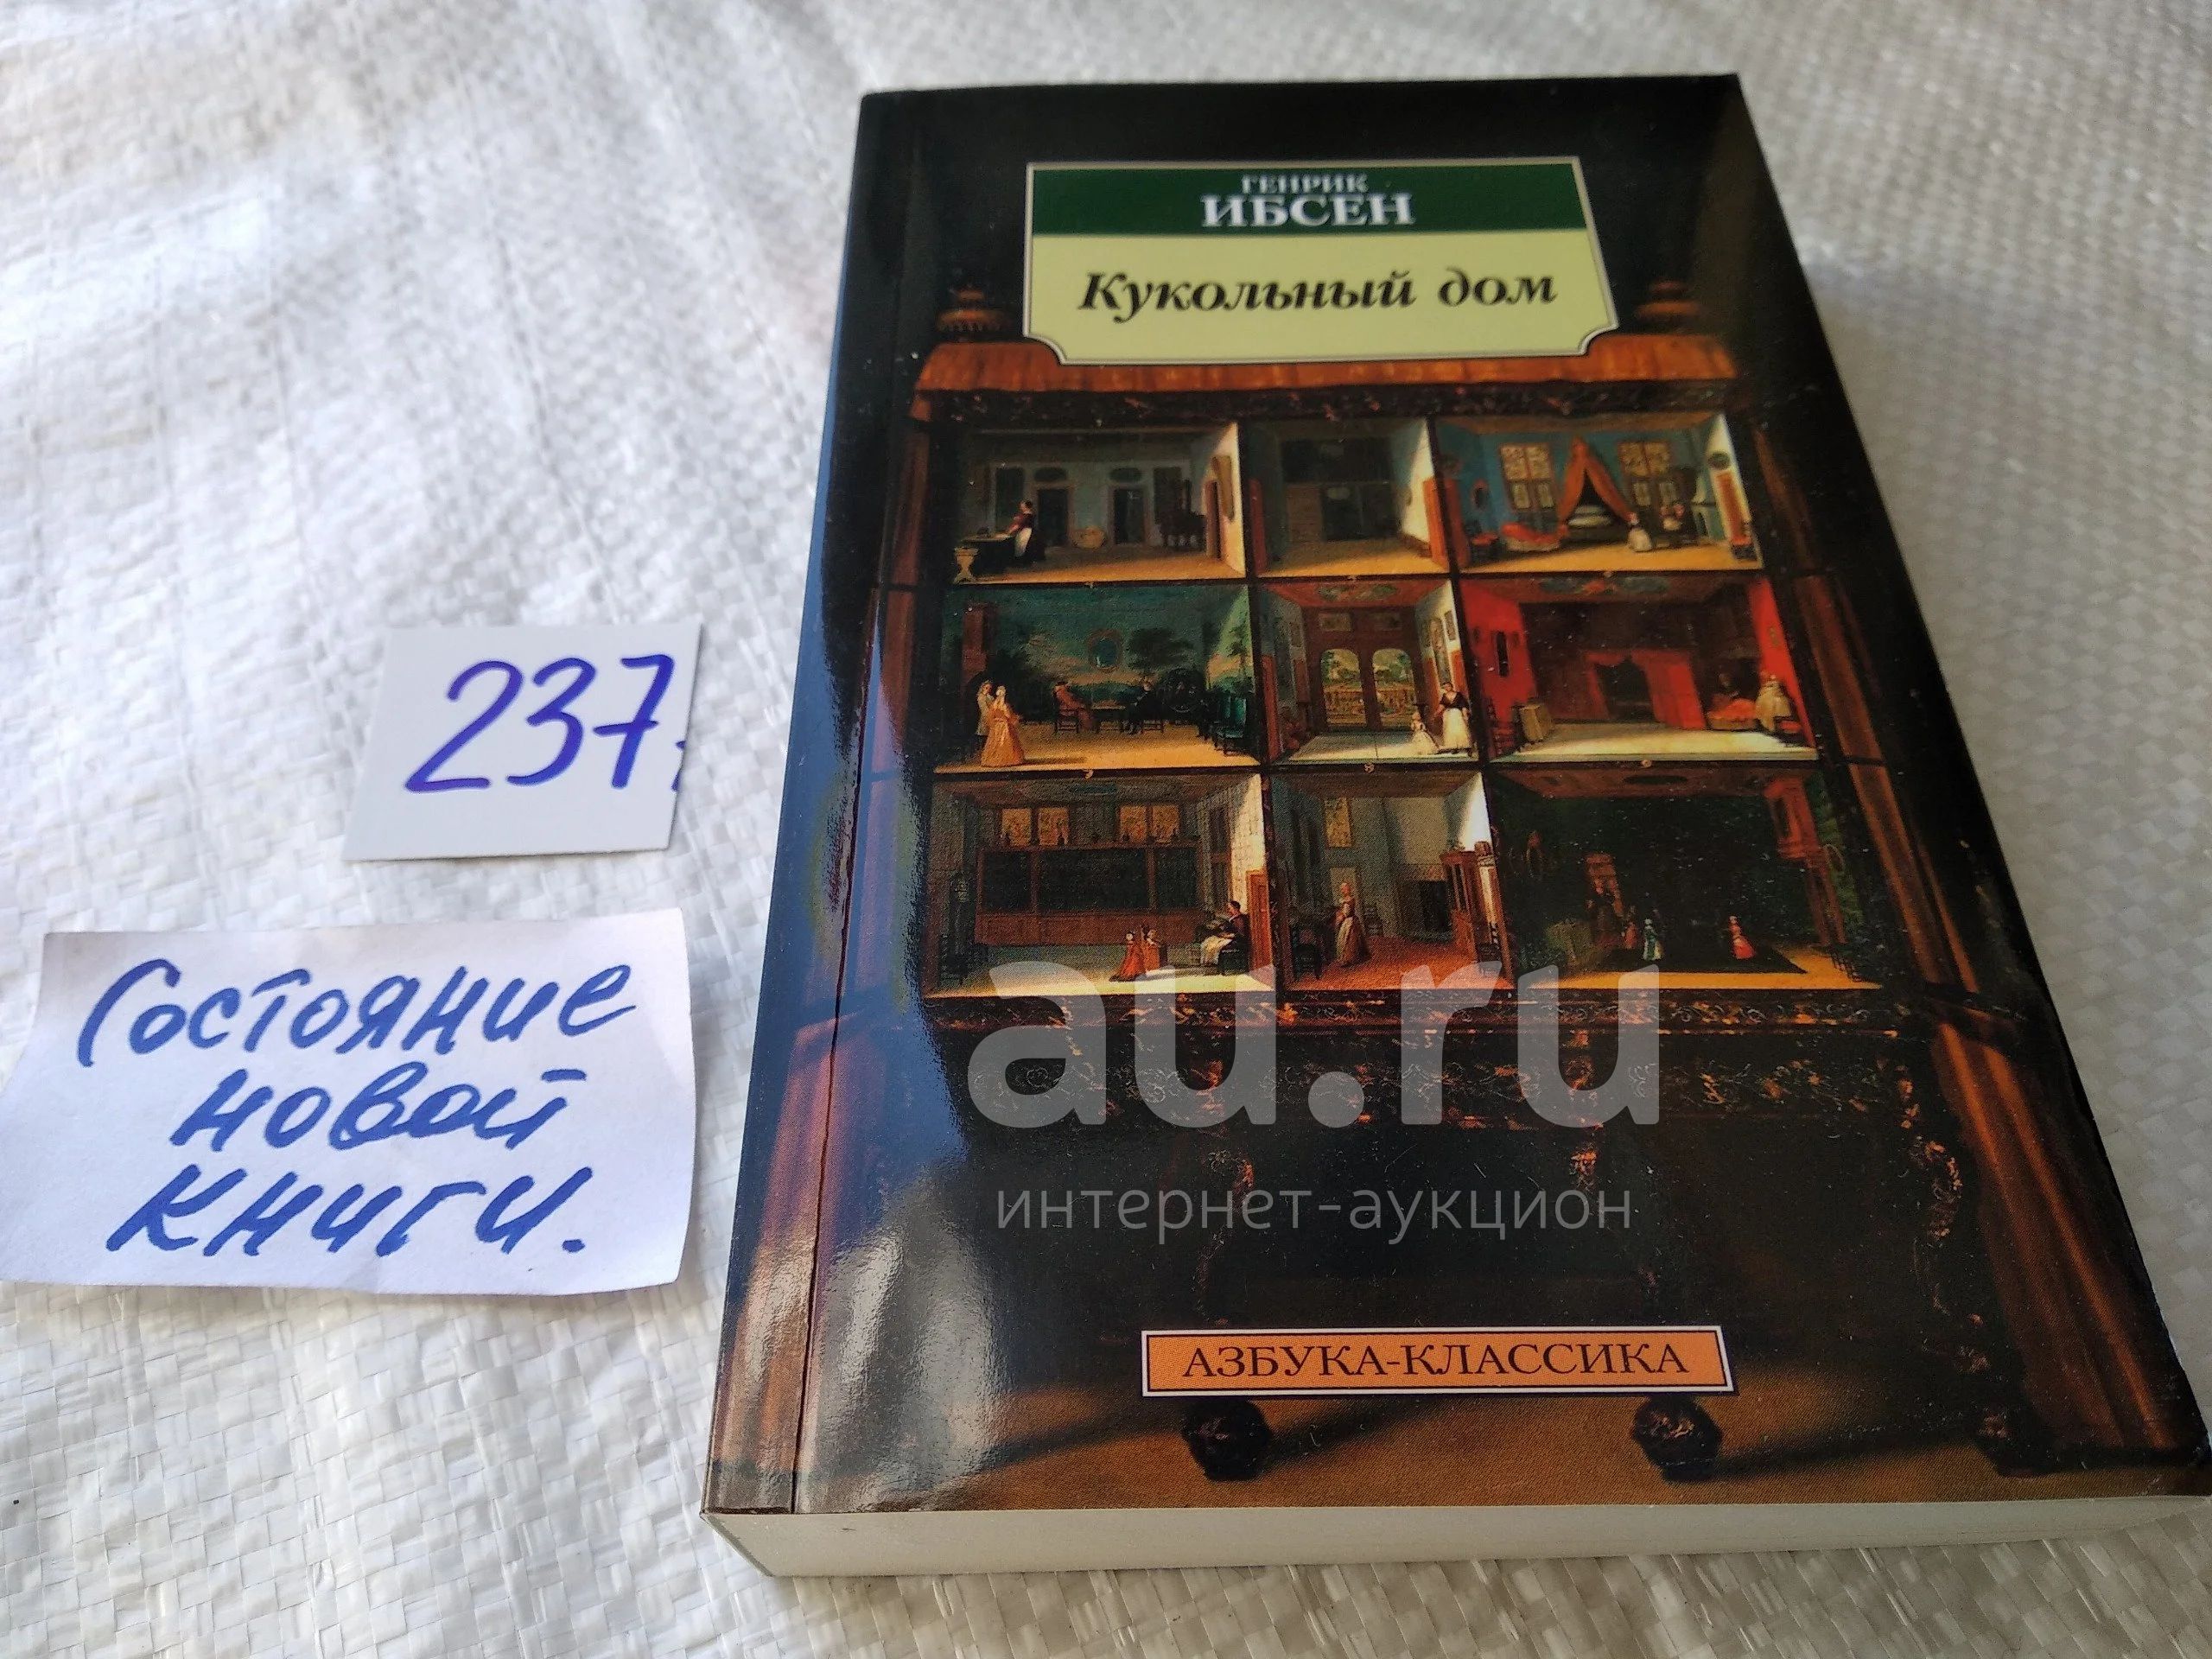 ГЕНРИК
ИБСЕН
Кукольный дом
237.
Состояние
новой
книги.
au.ru
интернет-аукцион
АЗБУКА-КЛАССИКА